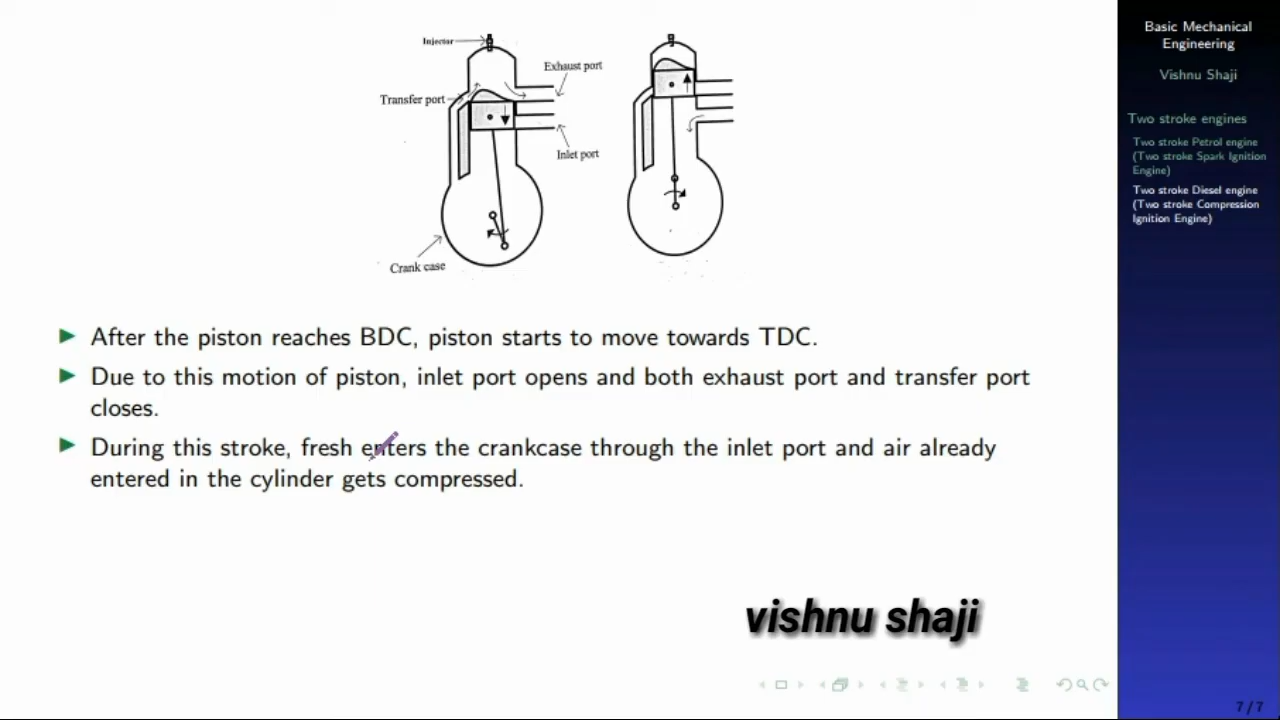 Injector
Exhaust port
Transfer port
Inlet port
Crank case
After the piston reaches BDC, piston starts to move towards TDC.
Due to this motion of piston, inlet port opens and both exhaust port and transfer port
closes.
During this stroke, fresh enters the crankcase through the inlet port and air already
entered in the cylinder gets compressed.
vishnu shaji
Basic Mechanical
Engineering
Vishnu Shaji
Two stroke engines
Two stroke Petrol engine
(Two stroke Spark Ignition
Engine)
Two stroke Diesel engine
(Two stroke Compression
Ignition Engine)
7 / 7